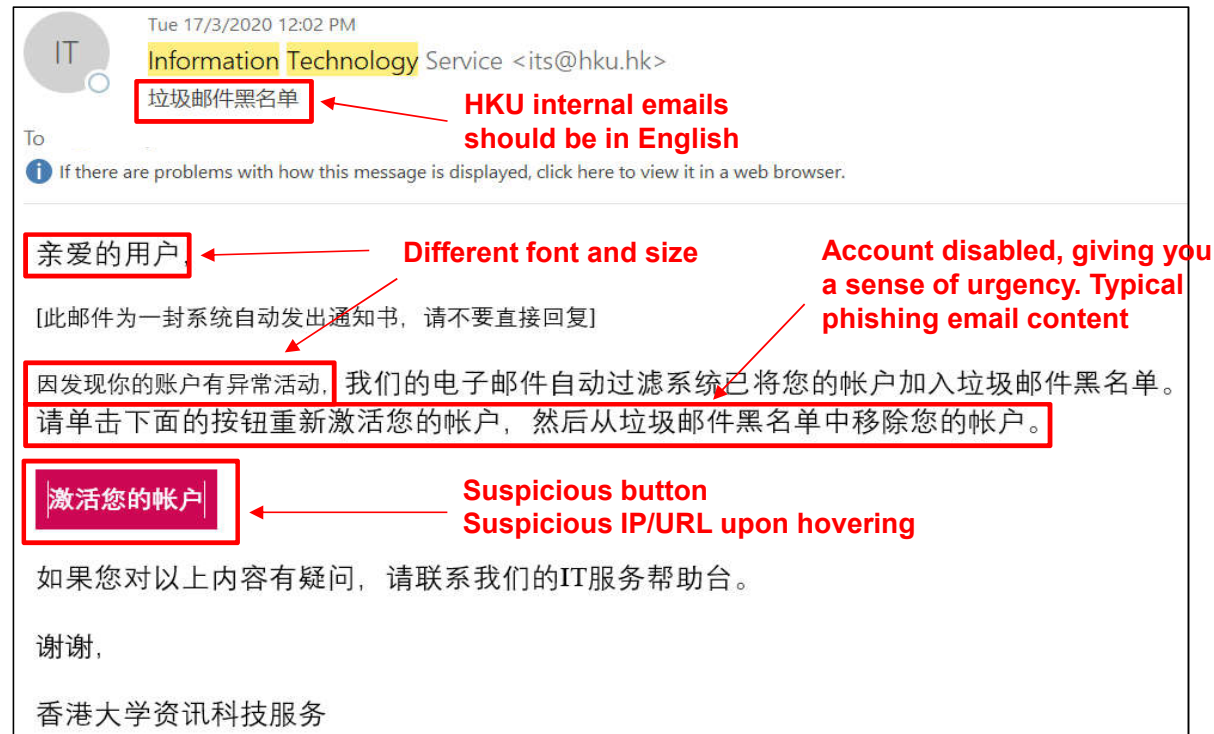 Tue 17/3/2020 12:02 PM
IT
Information Technology Service <its@hku.hk>
垃圾邮件黑名单
HKU internal emails
should be in English
To
If there are problems with how this message is displayed, click here to view it in a web browser.
亲爱的用户,
Different font and size
Account disabled, giving you
a sense of urgency. Typical
phishing email content
[此邮件为一封系统自动发出通知书, 请不要直接回复]
因发现你的账户有异常活动, 我们的电子邮件自动过滤系统已将您的帐户加入垃圾邮件黑名单。
请单击下面的按钮重新激活您的帐户, 然后从垃圾邮件黑名单中移除您的帐户。
激活您的帐户
Suspicious button
Suspicious IP/URL upon hovering
如果您对以上内容有疑问, 请联系我们的IT服务帮助台。
谢谢,
香港大学资讯科技服务